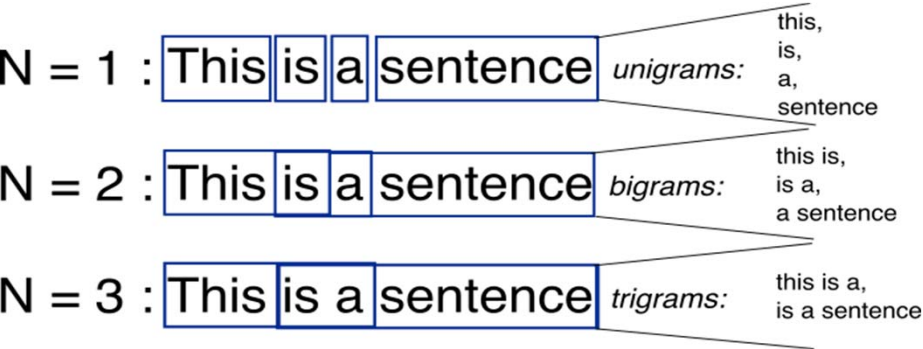 N = 1 : This is a sentence unigrams:
this,
is,
a,
sentence
N = 2 : This is a sentence bigrams:
this is,
is a,
a sentence
N = 3 : This is a sentence trigrams:
this is a,
is a sentence